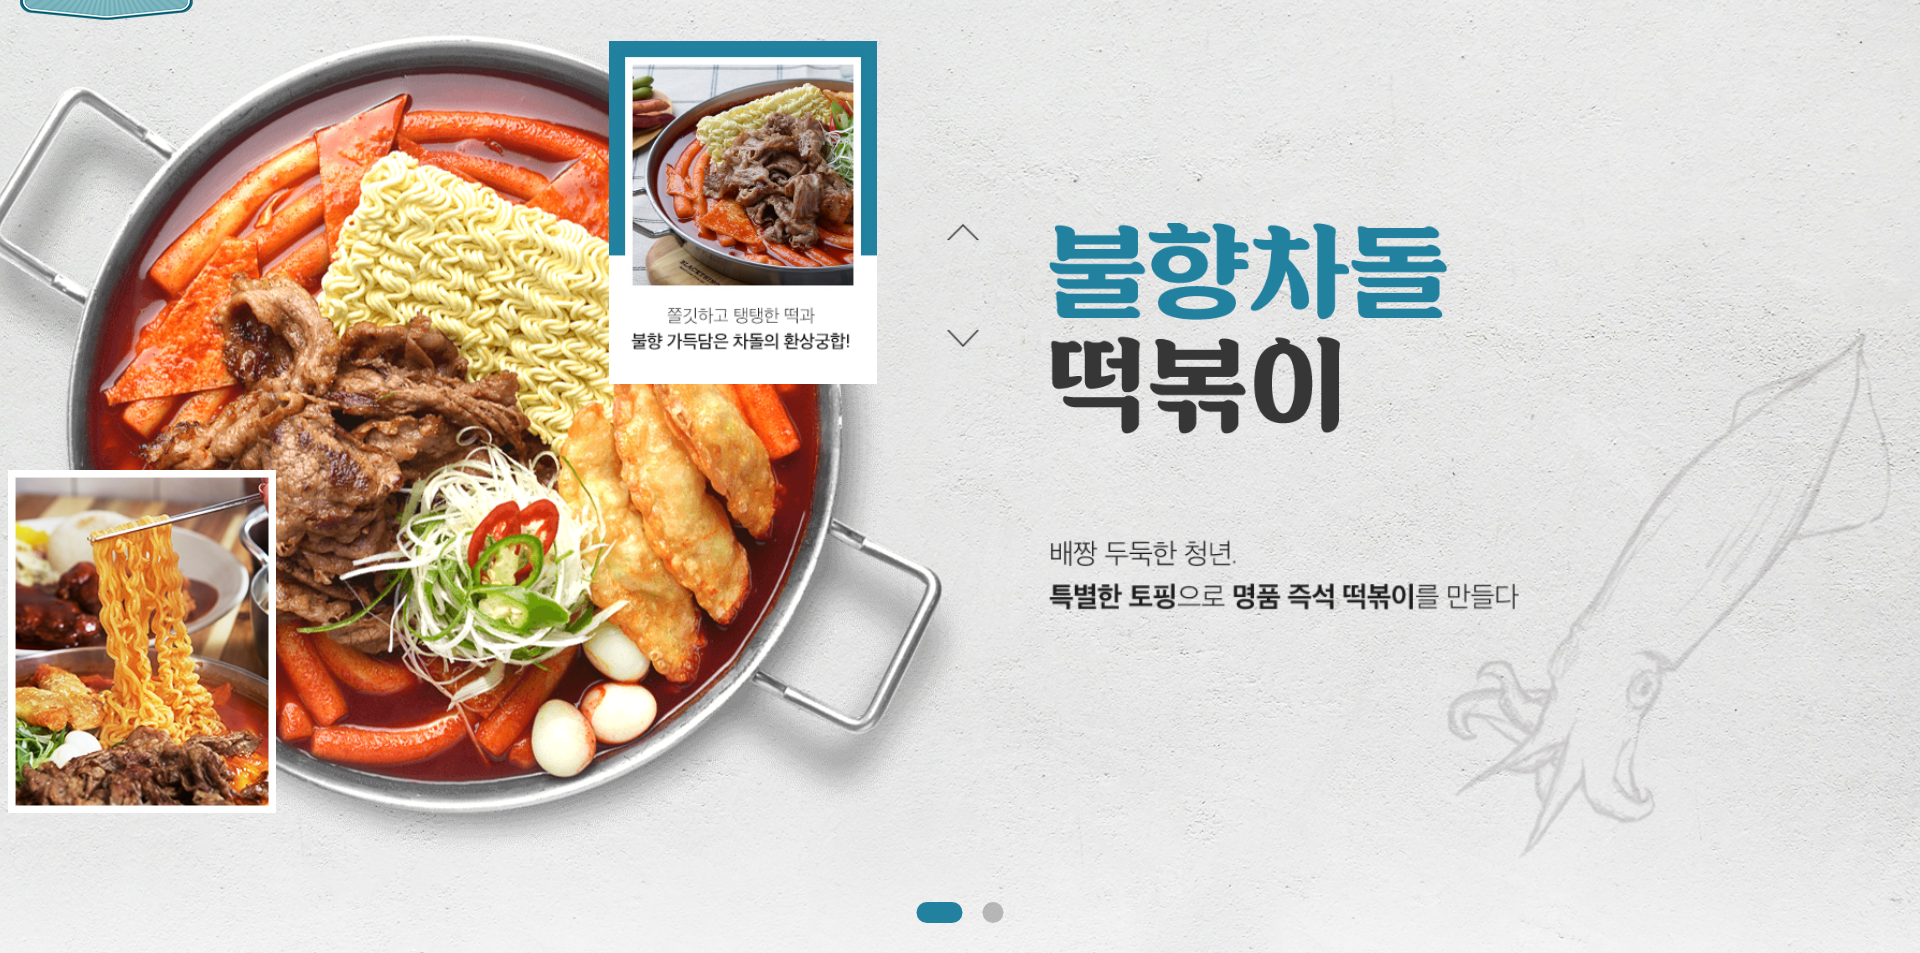 쫄깃하고 탱탱한 떡과
불향 가득담은 차돌의 환상궁합!
불향차돌
떡볶이
배짱 두둑한 청년.
특별한 토핑으로 명품 즉석 떡볶이를 만들다